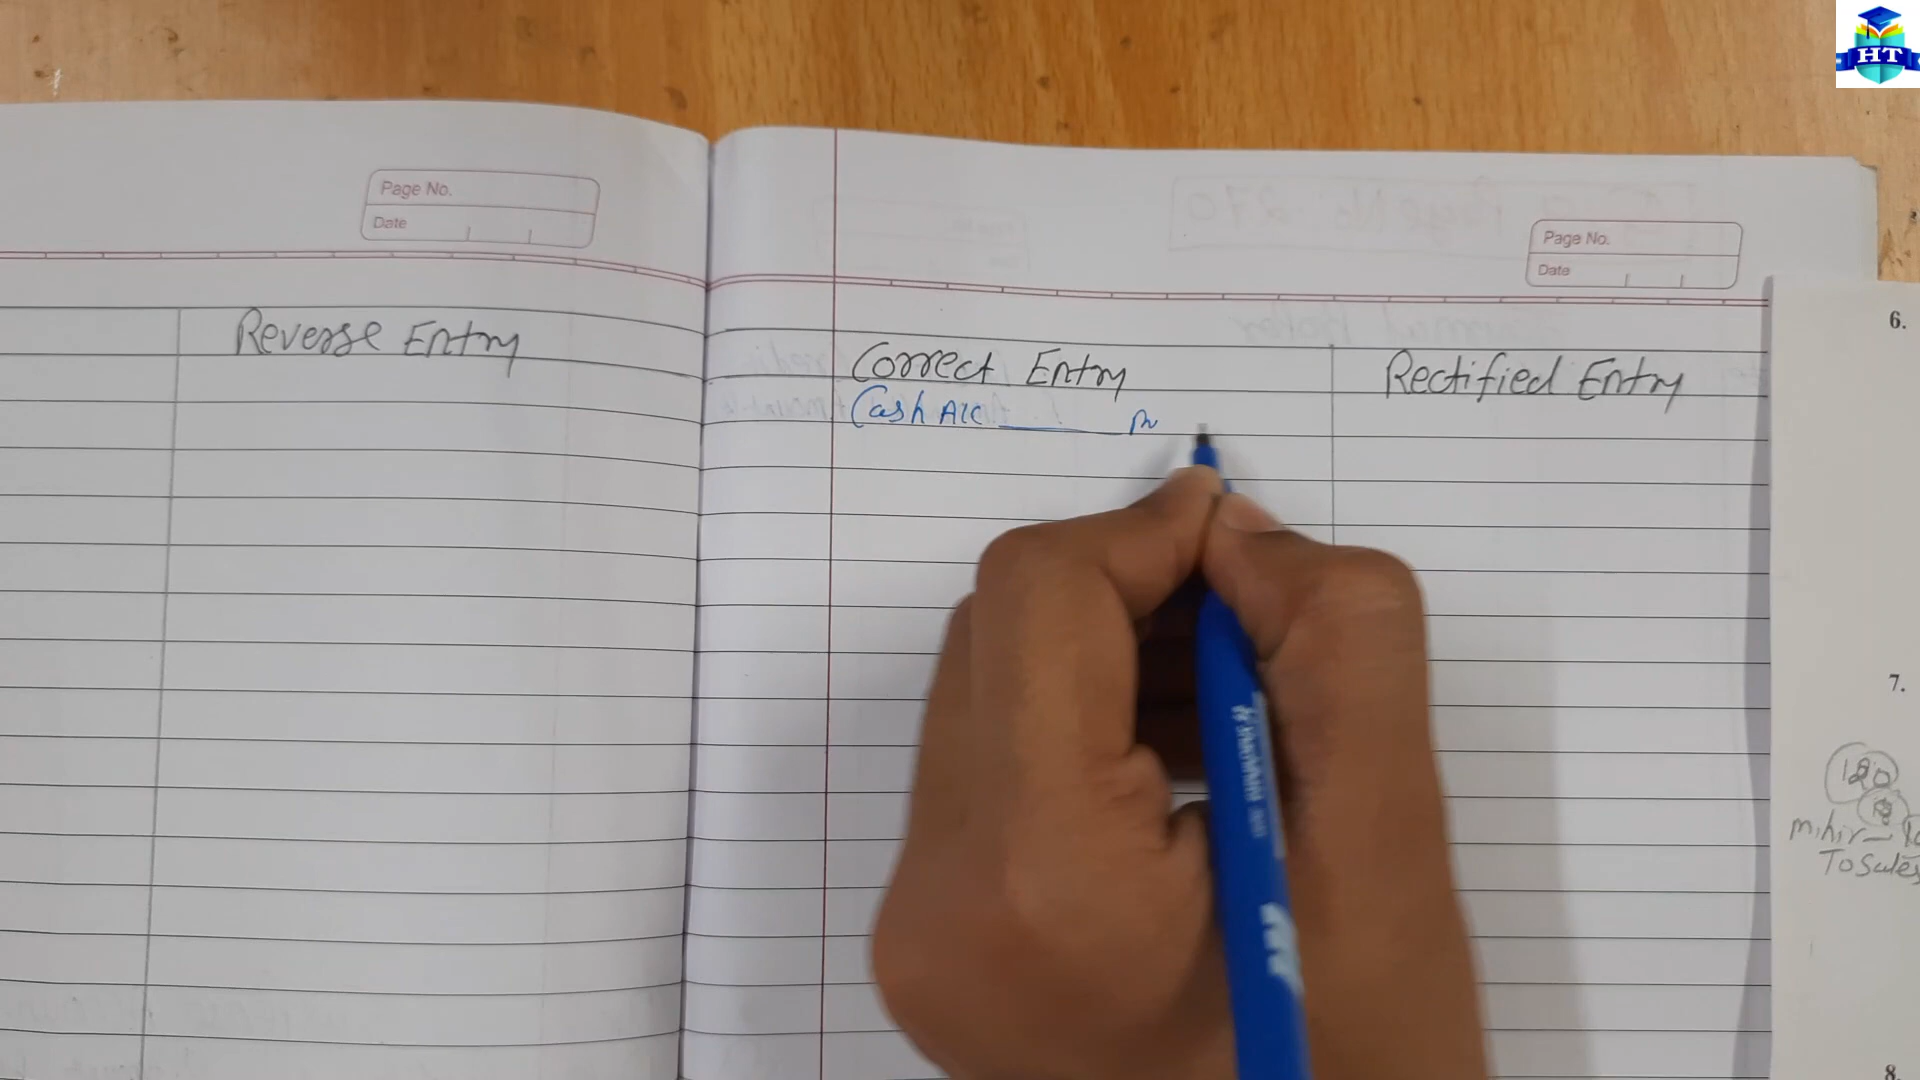 HT
Page No.
Date
Page No.
Date
Reverse Entry
Correct Entry
Rectified Entry
Cash A/C Dr
6.
7.
120
Mihir
To Sales
8.